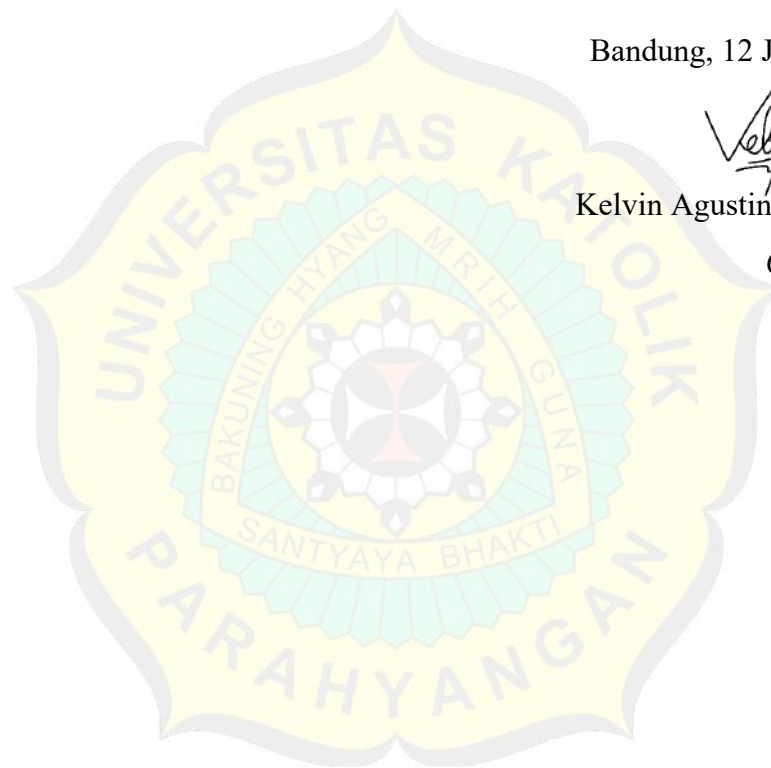 Bandung, 12 J
Kelvin Agustin
UNIVERSITAS KATOLIK
PARAHYANGAN
BAKUNING HYANG MRIH GUNA
SANTYAYA BHAKTI